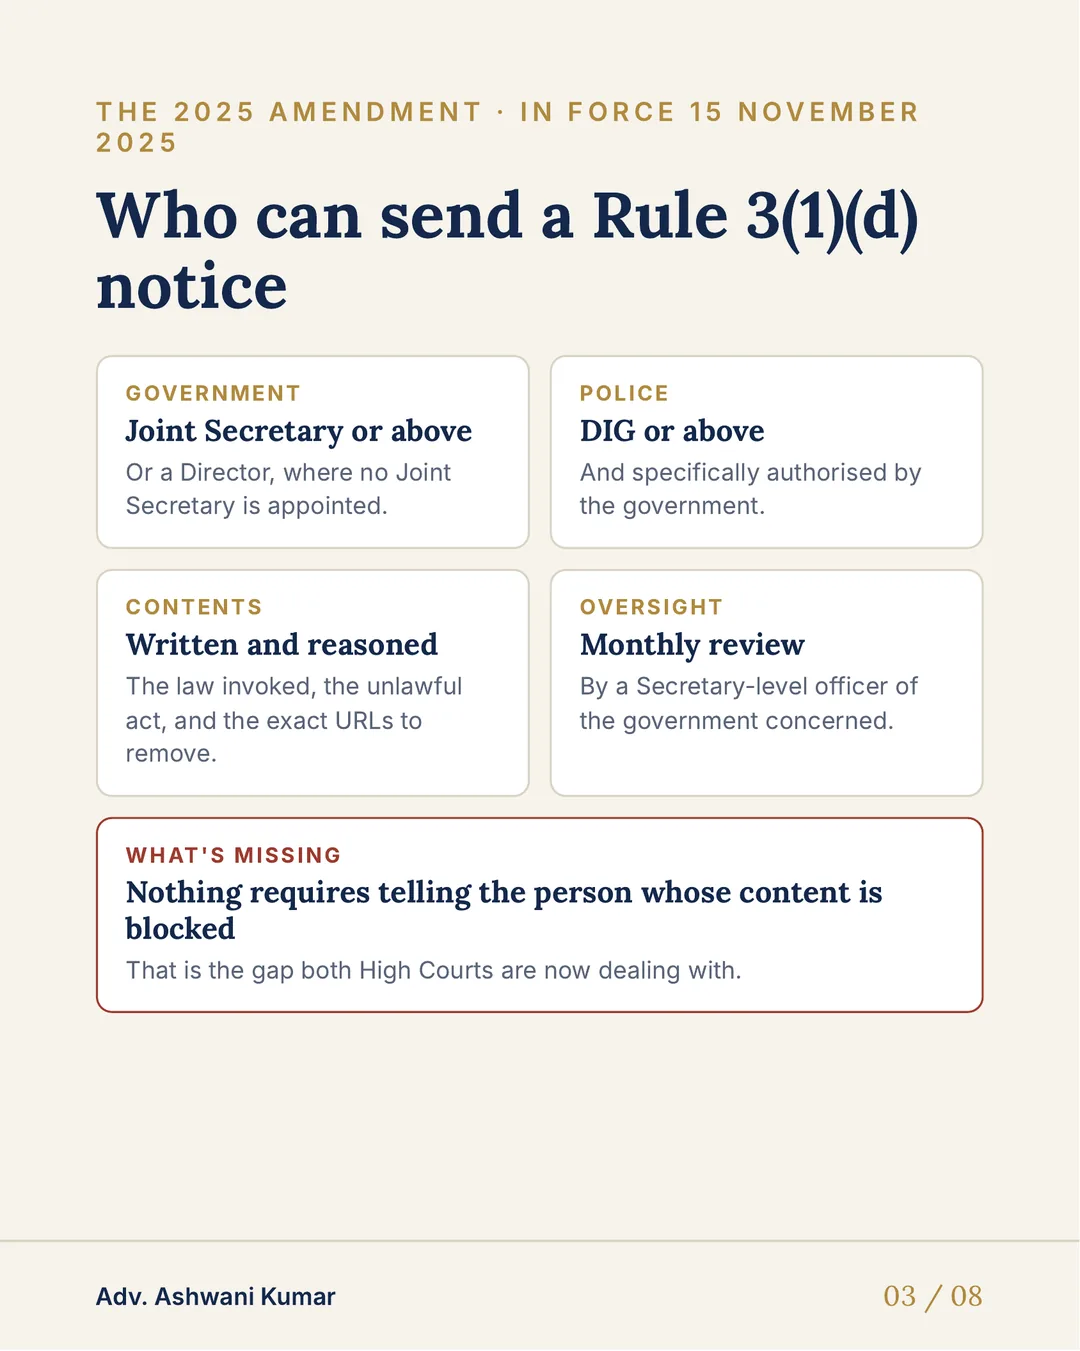 THE 2025 AMENDMENT · IN FORCE 15 NOVEMBER
2025
Who can send a Rule 3(1)(d)
notice
GOVERNMENT
Joint Secretary or above
Or a Director, where no Joint
Secretary is appointed.
POLICE
DIG or above
And specifically authorised by
the government.
CONTENTS
Written and reasoned
The law invoked, the unlawful
act, and the exact URLs to
remove.
OVERSIGHT
Monthly review
By a Secretary-level officer of
the government concerned.
WHAT'S MISSING
Nothing requires telling the person whose content is
blocked
That is the gap both High Courts are now dealing with.
Adv. Ashwani Kumar
03 / 08